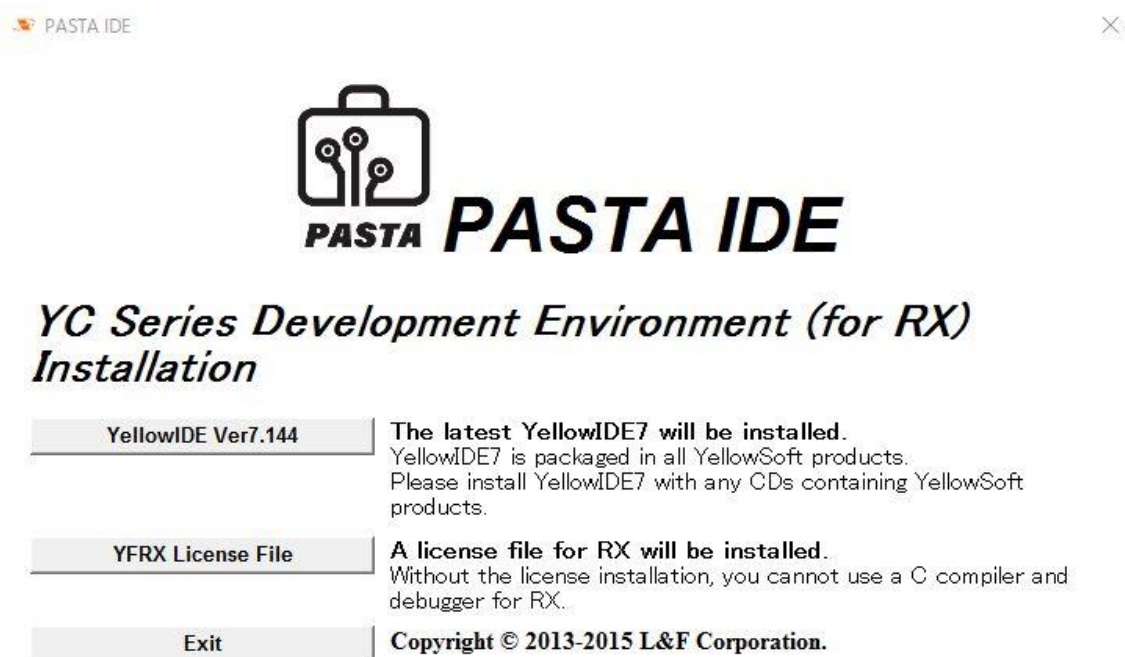 PASTA IDE
PASTA
PASTA IDE
YC Series Development Environment (for RX)
Installation
YellowIDE Ver7.144
The latest YellowIDE7 will be installed.
YellowIDE7 is packaged in all YellowSoft products.
Please install YellowIDE7 with any CDs containing YellowSoft
products.
YFRX License File
A license file for RX will be installed.
Without the license installation, you cannot use a C compiler and
debugger for RX.
Exit
Copyright © 2013-2015 L&F Corporation.